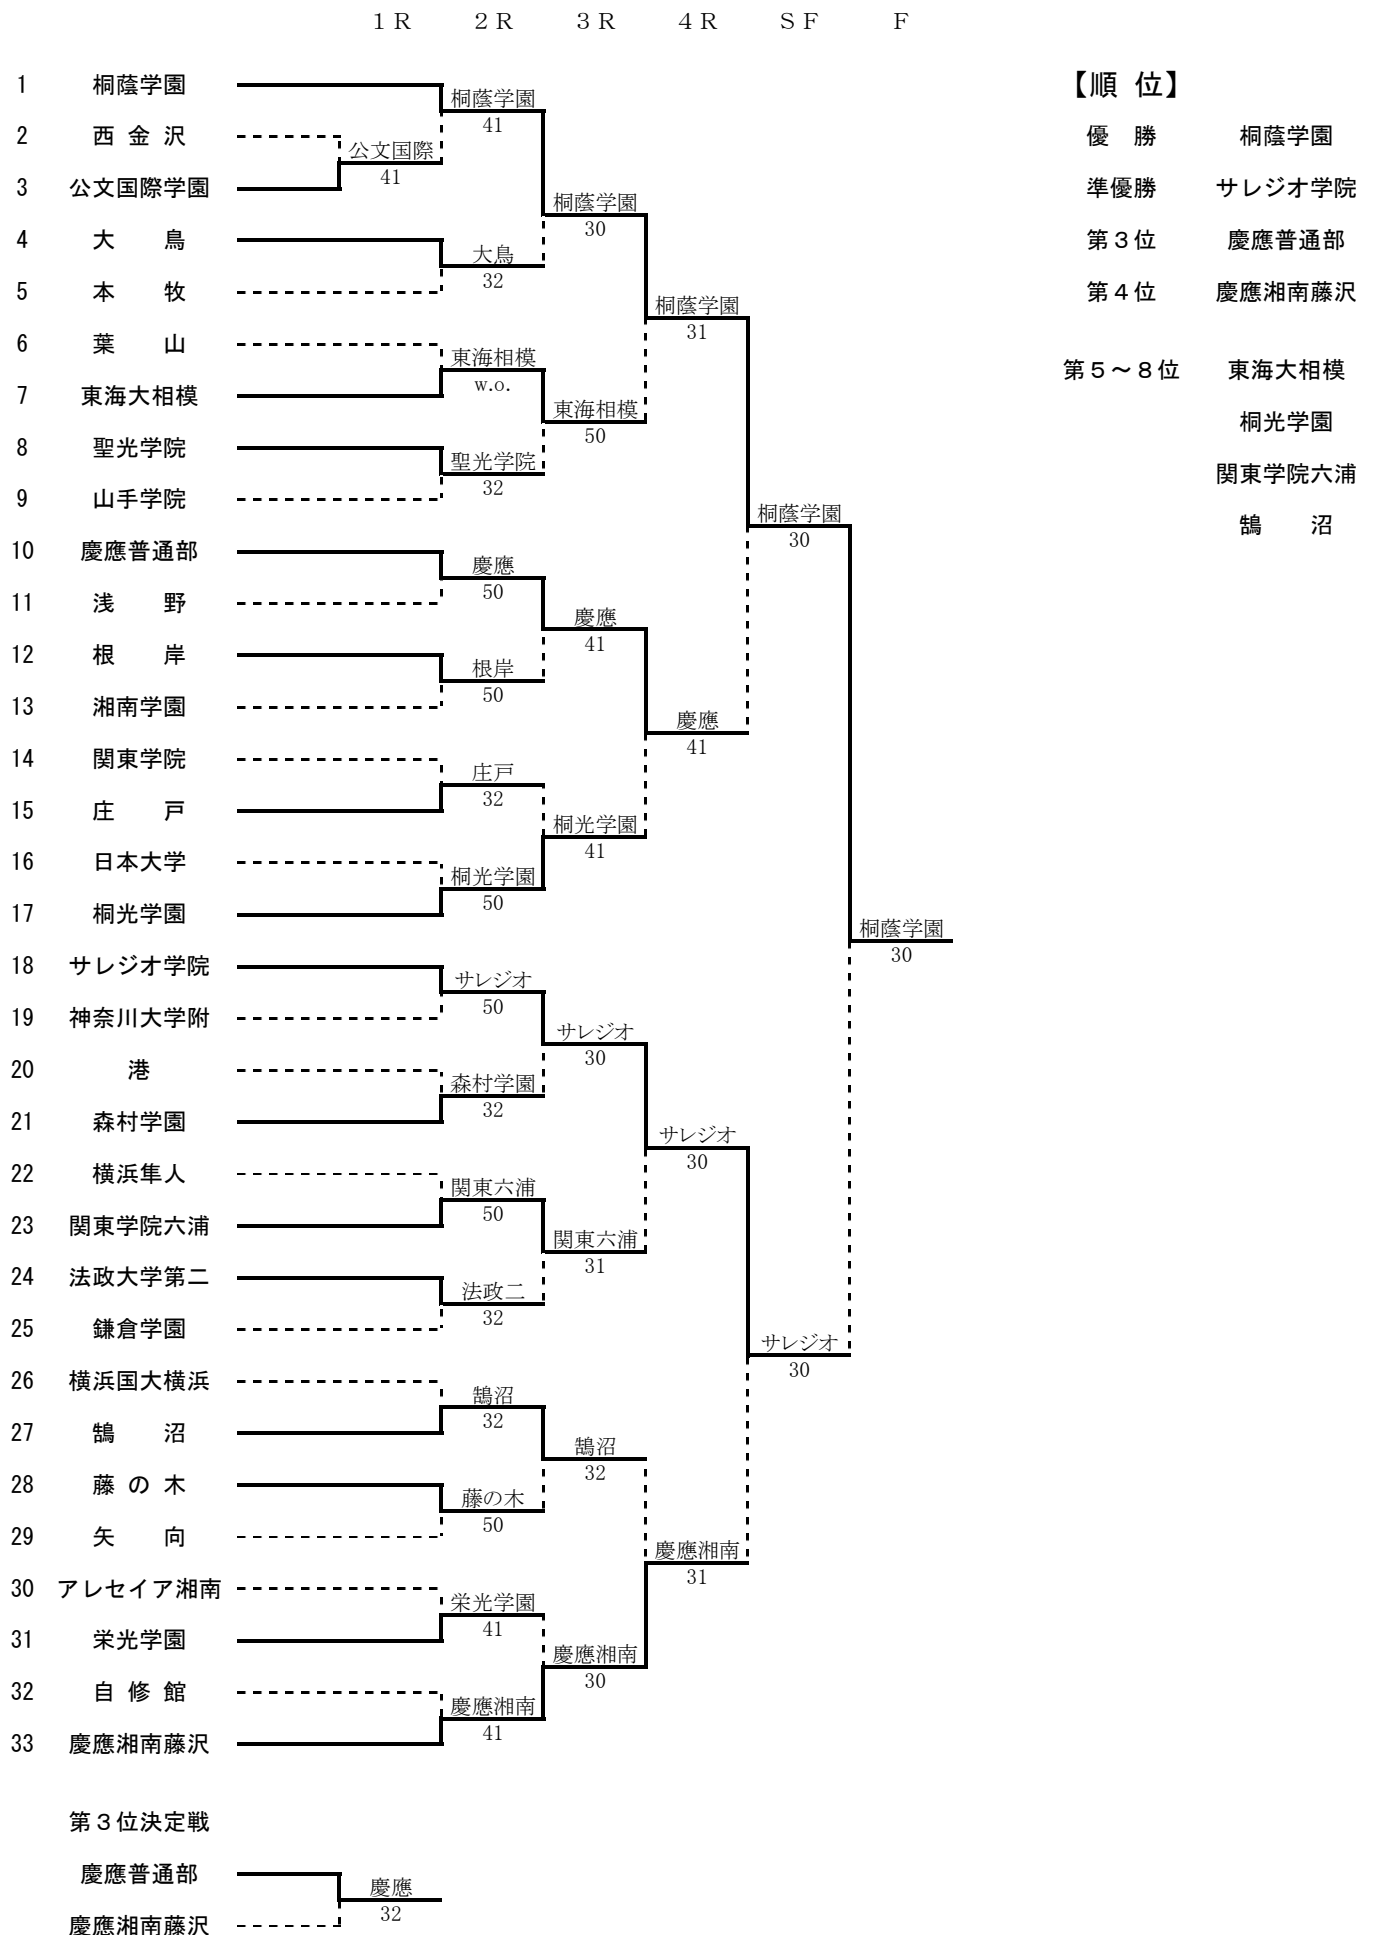 １Ｒ ２Ｒ ３Ｒ ４Ｒ ＳＦ Ｆ
1 桐蔭学園
【順 位】
桐蔭学園
41
2 西 金 沢
優　勝 桐蔭学園
公文国際
41
3 公文国際学園
準優勝 サレジオ学院
桐蔭学園
30
4 大　　鳥
第３位 慶應普通部
大鳥
32
5 本　　牧
第４位 慶應湘南藤沢
桐蔭学園
31
6 葉　　山
東海相模
w.o.
第５～８位 東海大相模
7 東海大相模
東海相模
50
桐光学園
8 聖光学院
聖光学院
32
関東学院六浦
9 山手学院
桐蔭学園
30
鵠　　沼
10 慶應普通部
慶應
50
11 浅　　野
慶應
41
12 根　　岸
根岸
50
13 湘南学園
慶應
41
14 関東学院
庄戸
32
15 庄　　戸
桐光学園
41
16 日本大学
桐光学園
50
17 桐光学園
桐蔭学園
30
18 サレジオ学院
サレジオ
50
19 神奈川大学附
サレジオ
30
20 港
森村学園
32
21 森村学園
サレジオ
30
22 横浜隼人
関東六浦
50
23 関東学院六浦
関東六浦
31
24 法政大学第二
法政二
32
25 鎌倉学園
サレジオ
30
26 横浜国大横浜
鵠沼
32
27 鵠　　沼
鵠沼
32
28 藤 の 木
藤の木
50
29 矢　　向
慶應湘南
31
30 アレセイア湘南
栄光学園
41
31 栄光学園
慶應湘南
30
32 自 修 館
慶應湘南
41
33 慶應湘南藤沢
第３位決定戦
慶應普通部
慶應
32
慶應湘南藤沢